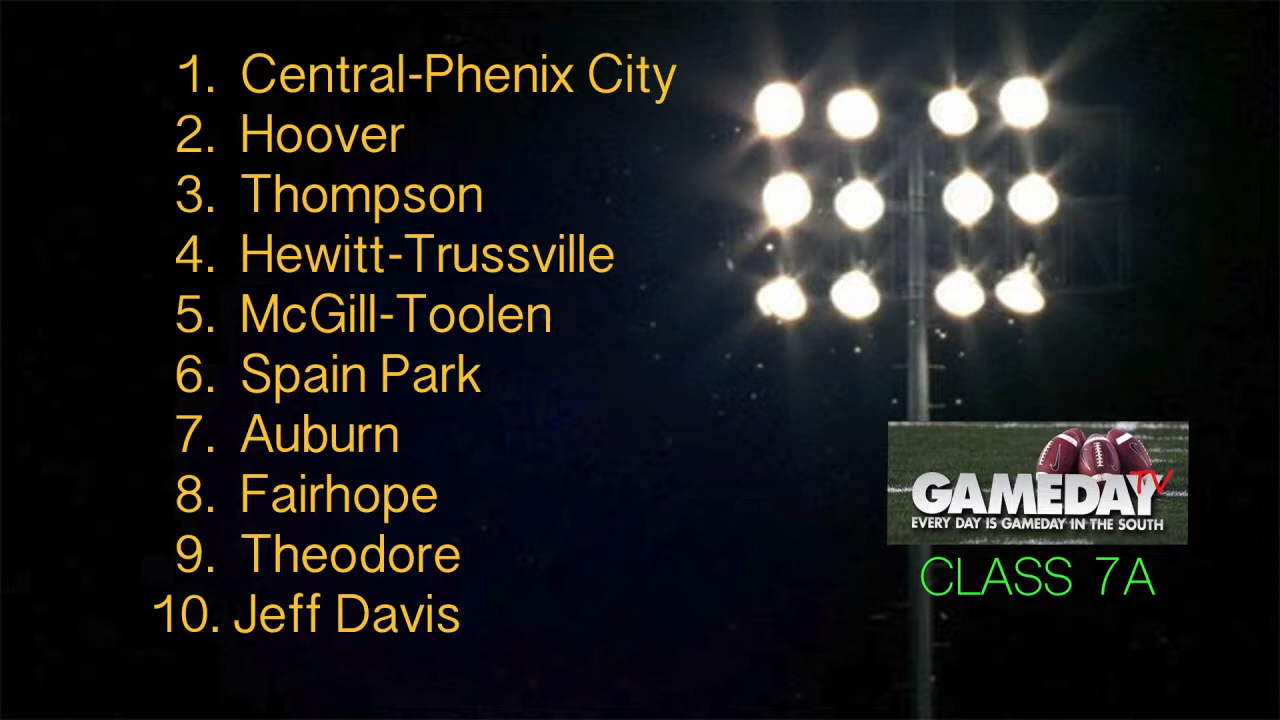 1. Central-Phenix City
2. Hoover
3. Thompson
4. Hewitt-Trussville
5. McGill-Toolen
6. Spain Park
7. Auburn
8. Fairhope
9. Theodore
10. Jeff Davis
GAMEDAY TV
EVERY DAY IS GAMEDAY IN THE SOUTH
CLASS 7A